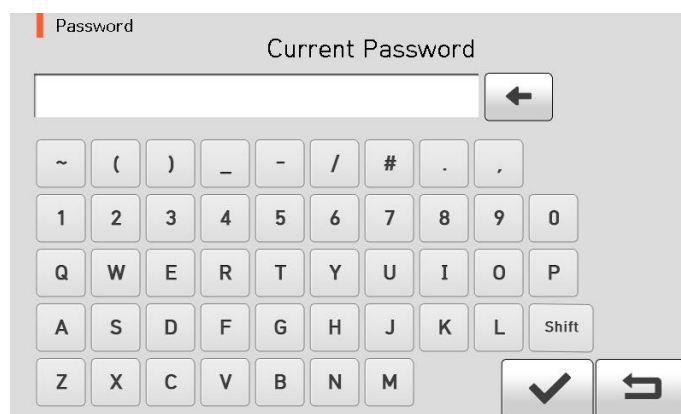 Password
Current Password
~ ( ) _ - / # . ,
1 2 3 4 5 6 7 8 9 0
Q W E R T Y U I O P
A S D F G H J K L Shift
Z X C V B N M